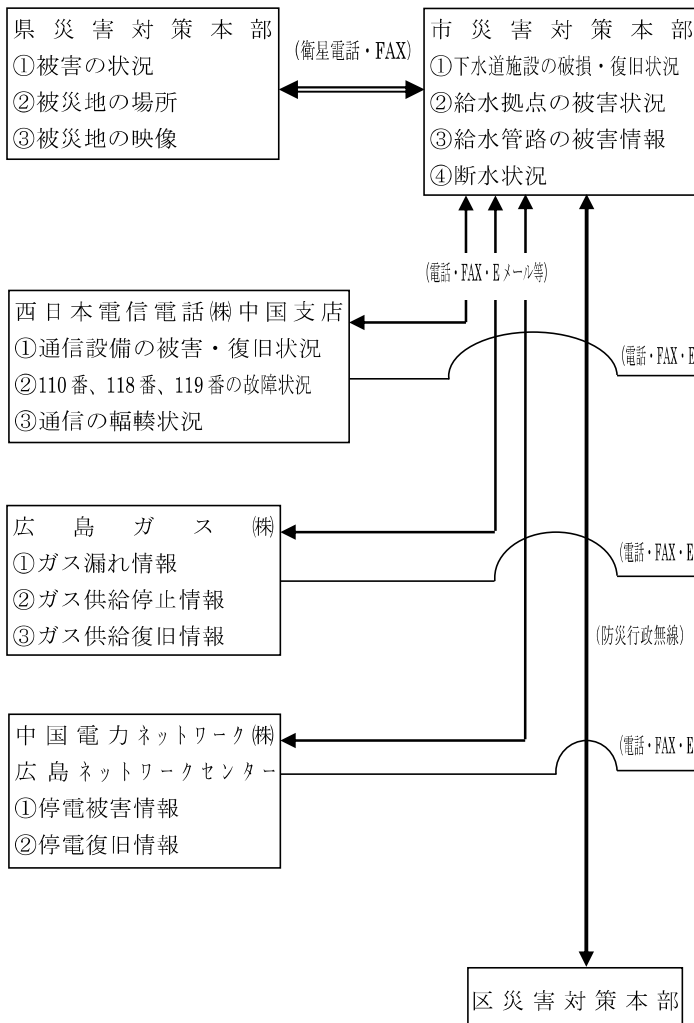 県災害対策本部
①被害の状況
②被災地の場所
③被災地の映像
(衛星電話・FAX)
市災害対策本部
①下水道施設の破損・復旧状況
②給水拠点の被害状況
③給水管路の被害情報
④断水状況
(電話・FAX・Eメール等)
西日本電信電話㈱中国支店
①通信設備の被害・復旧状況
②110番、118番、119番の故障状況
③通信の輻輳状況
(電話・FAX・E
広島ガス㈱
①ガス漏れ情報
②ガス供給停止情報
③ガス供給復旧情報
(電話・FAX・E
(防災行政無線)
中国電力ネットワーク㈱
広島ネットワークセンター
①停電被害情報
②停電復旧情報
(電話・FAX・E
区災害対策本部